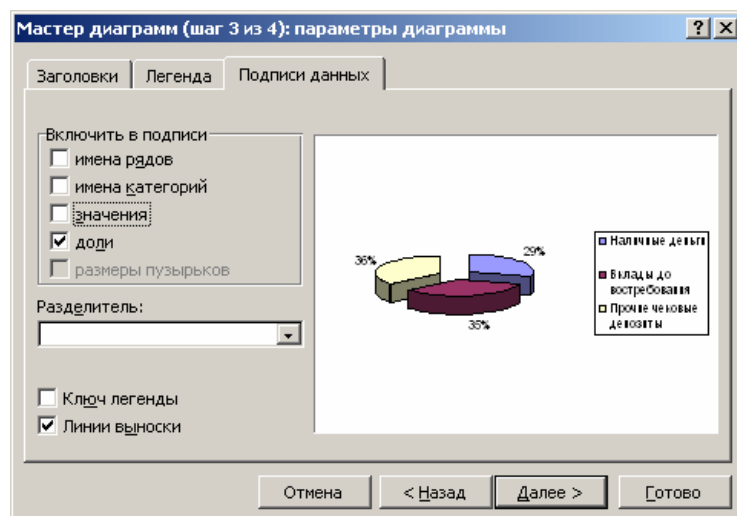 Мастер диаграмм (шаг 3 из 4): параметры диаграммы
Заголовки Легенда Подписи данных
Включить в подписи
имена рядов
имена категорий
значения
доли
размеры пузырьков
Разделитель:
Ключ легенды
Линии выноски
36%
29%
35%
Наличные деньги
Вклады до
востребования
Прочие чековые
депозиты
Отмена < Назад Далее > Готово